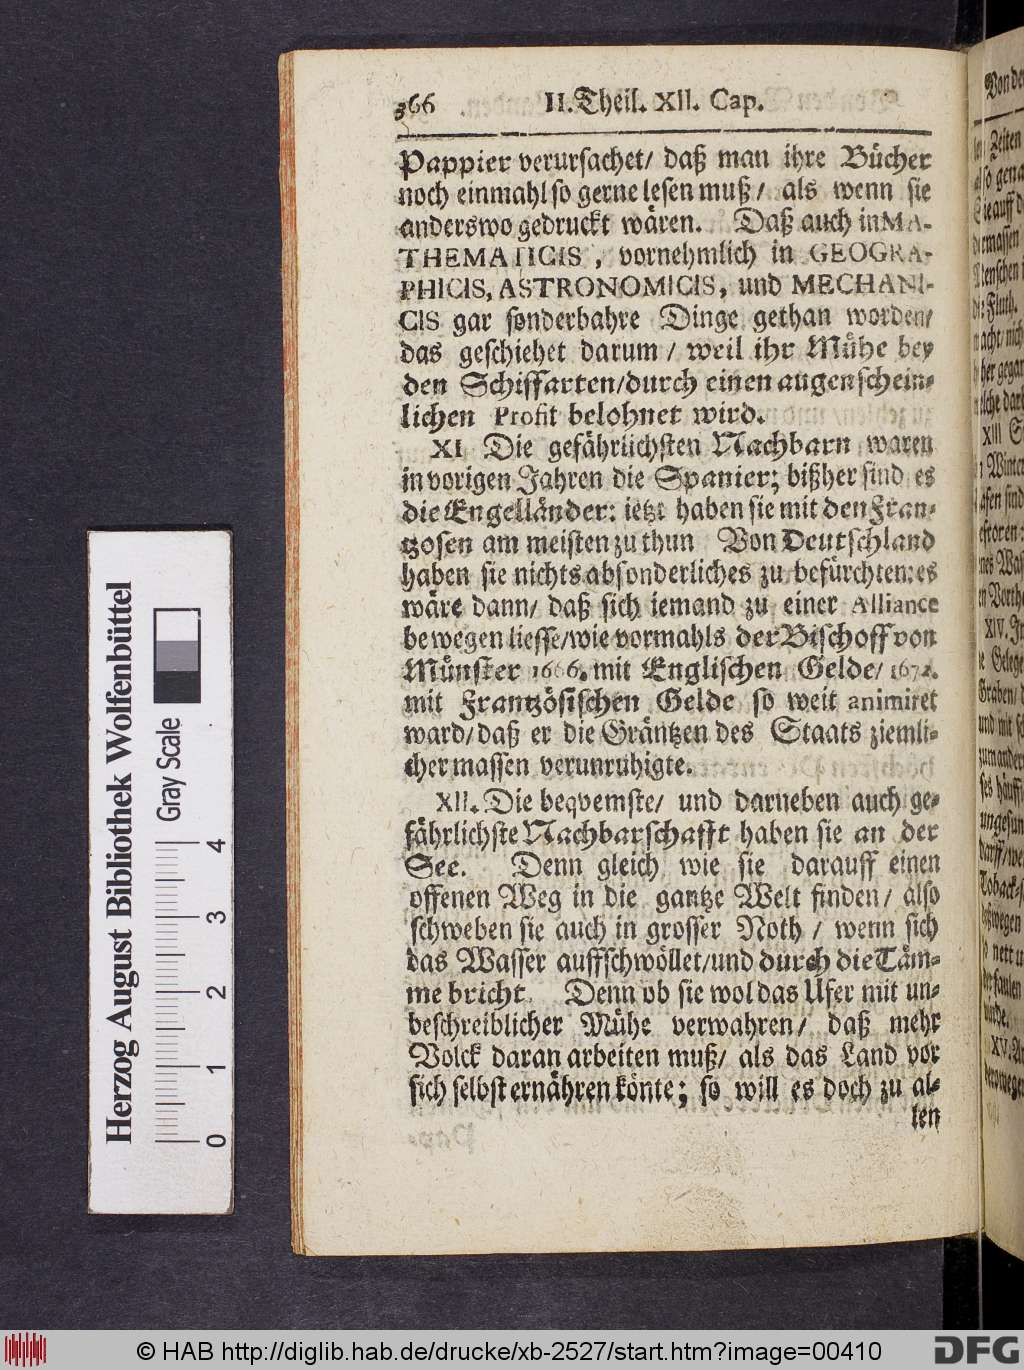 366 II. Theil. XII. Cap.
Pappier verursachet/ daß man ihre Bücher
noch einmahl so gerne lesen muß/ als wenn sie
anderswo gedruckt wären. Daß auch in MA-
THEMATICIS, vornehmlich in GEOGRA-
PHICIS, ASTRONOMICIS, und MECHANI-
CIS gar sonderbahre Dinge gethan worden/
das geschiehet darum/ weil ihr Mühe bey
den Schiffarten/ durch einen augenschein-
lichen Profit belohnet wird.
XI Die gefährlichsten Nachbarn waren
in vorigen Jahren die Spanier; bißher sind es
die Engelländer: ietzt haben sie mit den Fran-
tzosen am meisten zu thun Von Deutschland
haben sie nichts absonderliches zu befürchten: es
wäre dann/ daß sich iemand zu einer Alliance
bewegen liesse/ wie vormahls der Bischoff von
Münster 1666. mit Englischen Gelde/ 1672.
mit Frantzösischen Gelde so weit animiret
ward/ daß er die Gräntzen des Staats ziemli-
cher massen verunruhigte.
XII. Die beqvemste/ und darneben auch ge-
fährlichste Nachbarschafft haben sie an der
See. Denn gleich wie sie darauff einen
offenen Weg in die gantze Welt finden/ also
schweben sie auch in grosser Noth/ wenn sich
das Wasser auffschwöllet/ und durch die Täm-
me bricht. Denn ob sie wol das Ufer mit un-
beschreiblicher Mühe verwahren/ daß mehr
Volck daran arbeiten muß/ als das Land vor
sich selbst ernähren könte; so will es doch zu al-
len
Herzog August Bibliothek Wolfenbüttel
Gray Scale
0 1 2 3 4
© HAB http://diglib.hab.de/drucke/xb-2527/start.htm?image=00410
DFG